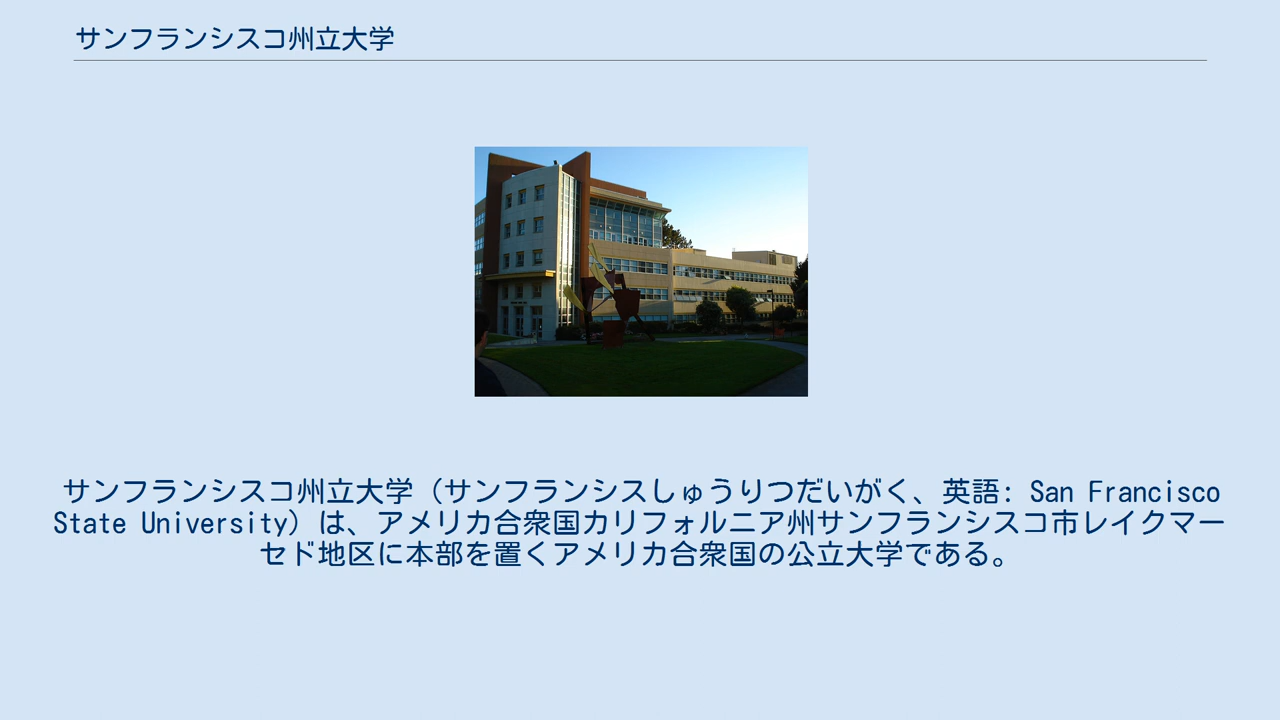 サンフランシスコ州立大学
サンフランシスコ州立大学（サンフランシスしゅうりつだいがく、英語: San Francisco
State University）は、アメリカ合衆国カリフォルニア州サンフランシスコ市レイクマー
セド地区に本部を置くアメリカ合衆国の公立大学である。